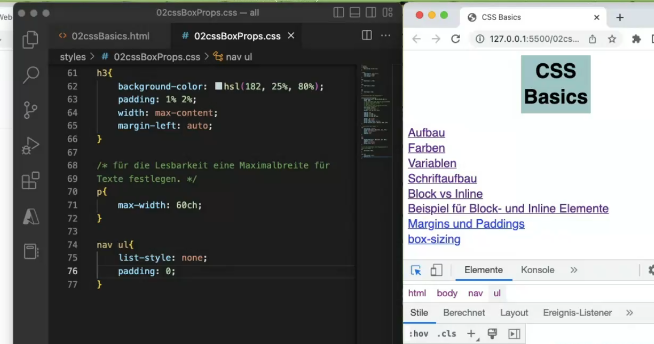 02cssBoxProps.css — all
02cssBasics.html
# 02cssBoxProps.css
styles > # 02cssBoxProps.css > nav ul
61 h3{
62 background-color: hsl(182, 25%, 80%);
63 padding: 1% 2%;
64 width: max-content;
65 margin-left: auto;
66 }
67
68 /* für die Lesbarkeit eine Maximalbreite für
69 Texte festlegen. */
70 p{
71 max-width: 60ch;
72 }
73
74 nav ul{
75 list-style: none;
76 padding: 0;
77 }
CSS Basics
127.0.0.1:5500/02cs...
CSS
Basics
Aufbau
Farben
Variablen
Schriftaufbau
Block vs Inline
Beispiel für Block- und Inline Elemente
Margins und Paddings
box-sizing
Elemente Konsole »
html body nav ul
Stile Berechnet Layout Ereignis-Listener »
:hov .cls +